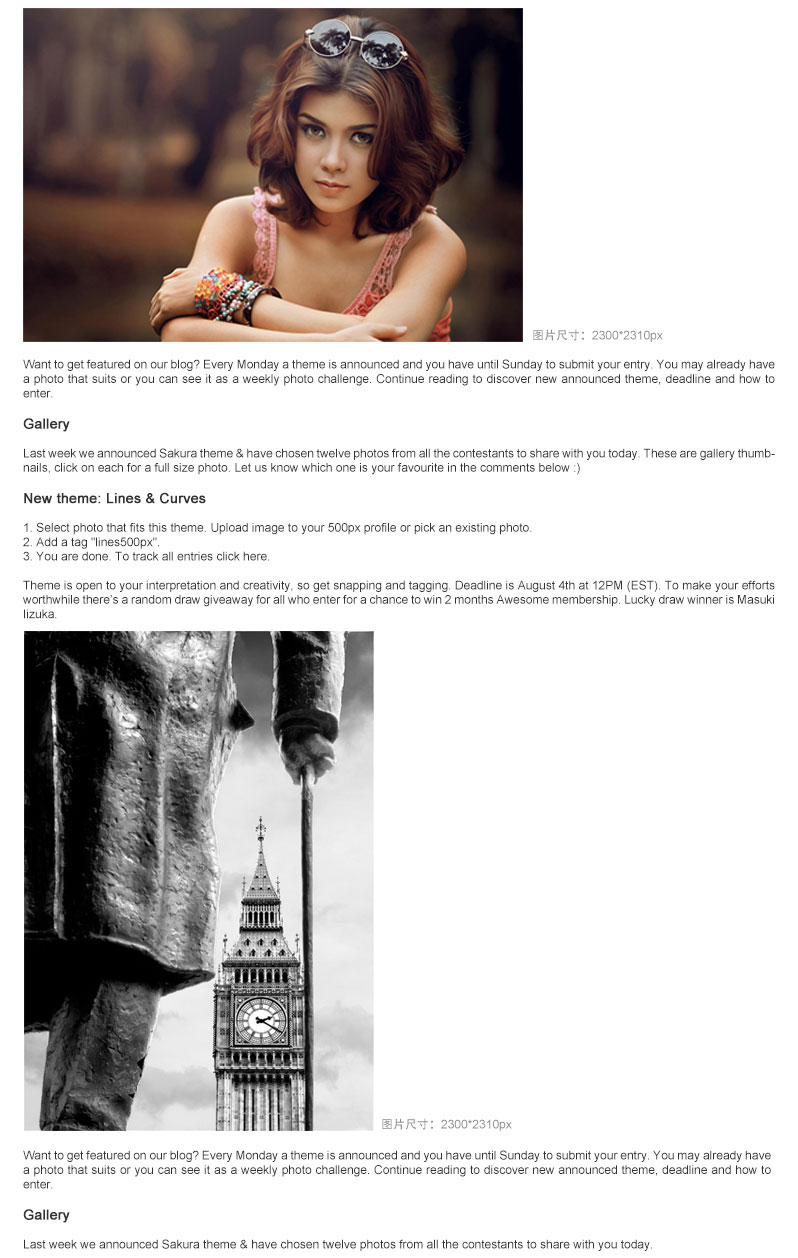 图片尺寸：2300*2310px
Want to get featured on our blog? Every Monday a theme is announced and you have until Sunday to submit your entry. You may already have
a photo that suits or you can see it as a weekly photo challenge. Continue reading to discover new announced theme, deadline and how to
enter.
Gallery
Last week we announced Sakura theme & have chosen twelve photos from all the contestants to share with you today. These are gallery thumb-
nails, click on each for a full size photo. Let us know which one is your favourite in the comments below :)
New theme: Lines & Curves
1. Select photo that fits this theme. Upload image to your 500px profile or pick an existing photo.
2. Add a tag "lines500px".
3. You are done. To track all entries click here.
Theme is open to your interpretation and creativity, so get snapping and tagging. Deadline is August 4th at 12PM (EST). To make your efforts
worthwhile there's a random draw giveaway for all who enter for a chance to win 2 months Awesome membership. Lucky draw winner is Masuki
Iizuka.
图片尺寸：2300*2310px
Want to get featured on our blog? Every Monday a theme is announced and you have until Sunday to submit your entry. You may already have
a photo that suits or you can see it as a weekly photo challenge. Continue reading to discover new announced theme, deadline and how to
enter.
Gallery
Last week we announced Sakura theme & have chosen twelve photos from all the contestants to share with you today.